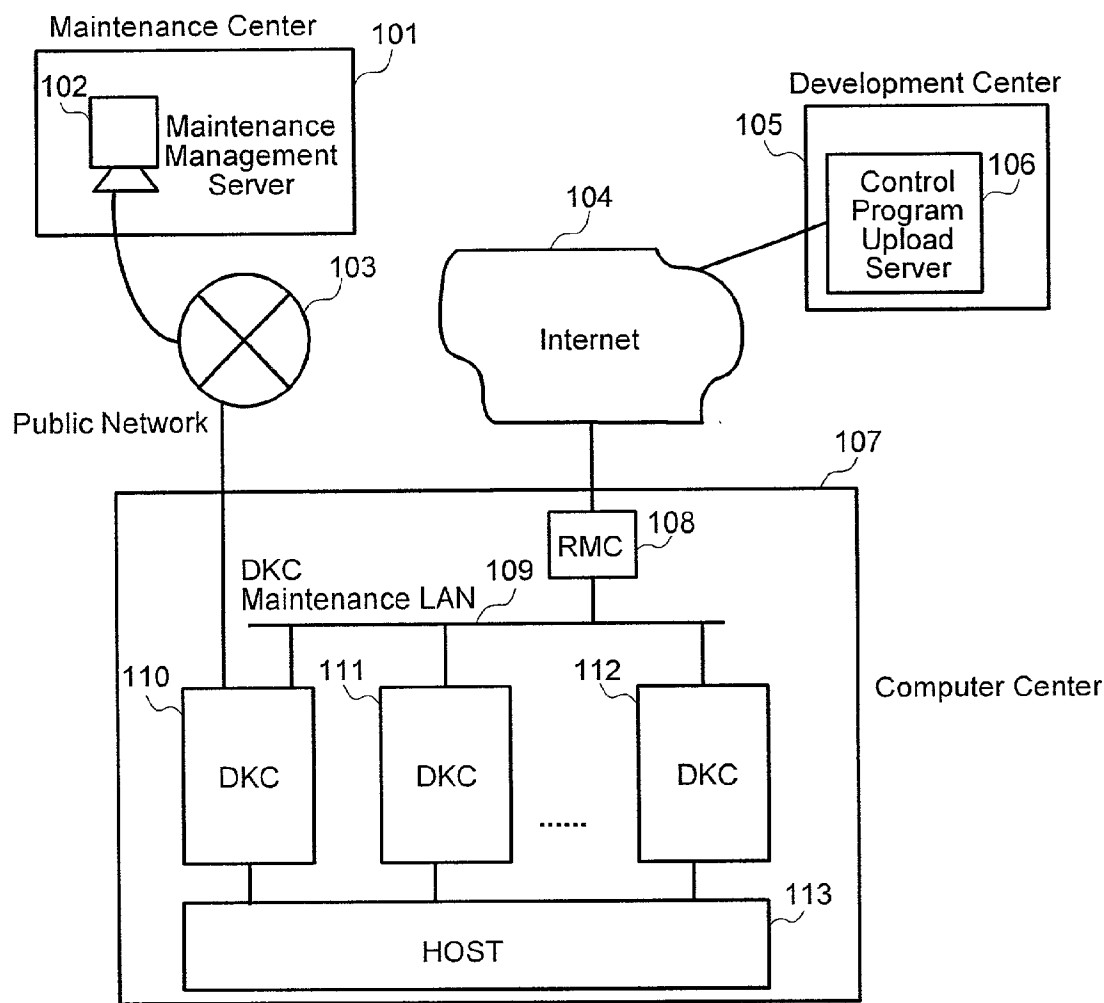 Maintenance Center
101
102
Maintenance
Management
Server
Development Center
105
106
Control
Program
Upload
Server
104
103
Internet
Public Network
107
108
RMC
DKC
Maintenance LAN
109
110
111
112
Computer Center
DKC
DKC
DKC
......
113
HOST